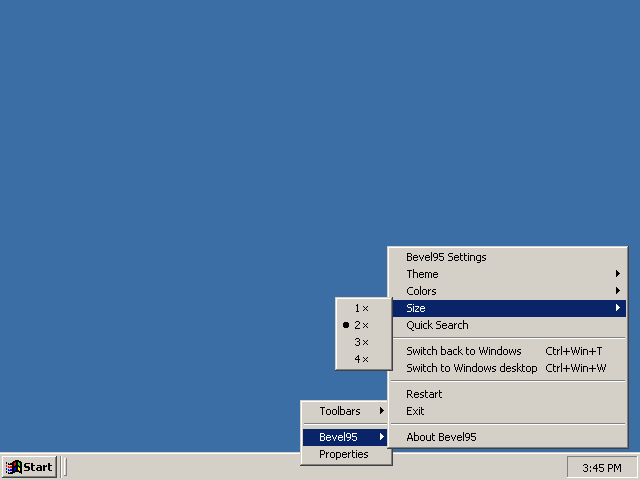 Bevel95 Settings
Theme
Colors
Size
Quick Search
Switch back to Windows Ctrl+Win+T
Switch to Windows desktop Ctrl+Win+W
Restart
Exit
About Bevel95
1×
2×
3×
4×
Toolbars
Bevel95
Properties
Start
3:45 PM